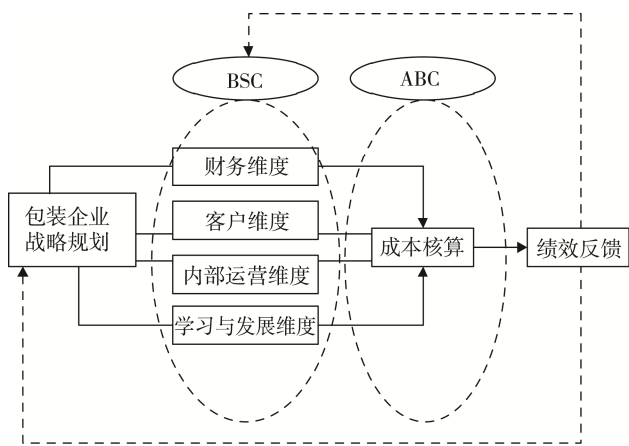 BSC
ABC
财务维度
客户维度
内部运营维度
学习与发展维度
包装企业
战略规划
成本核算
绩效反馈